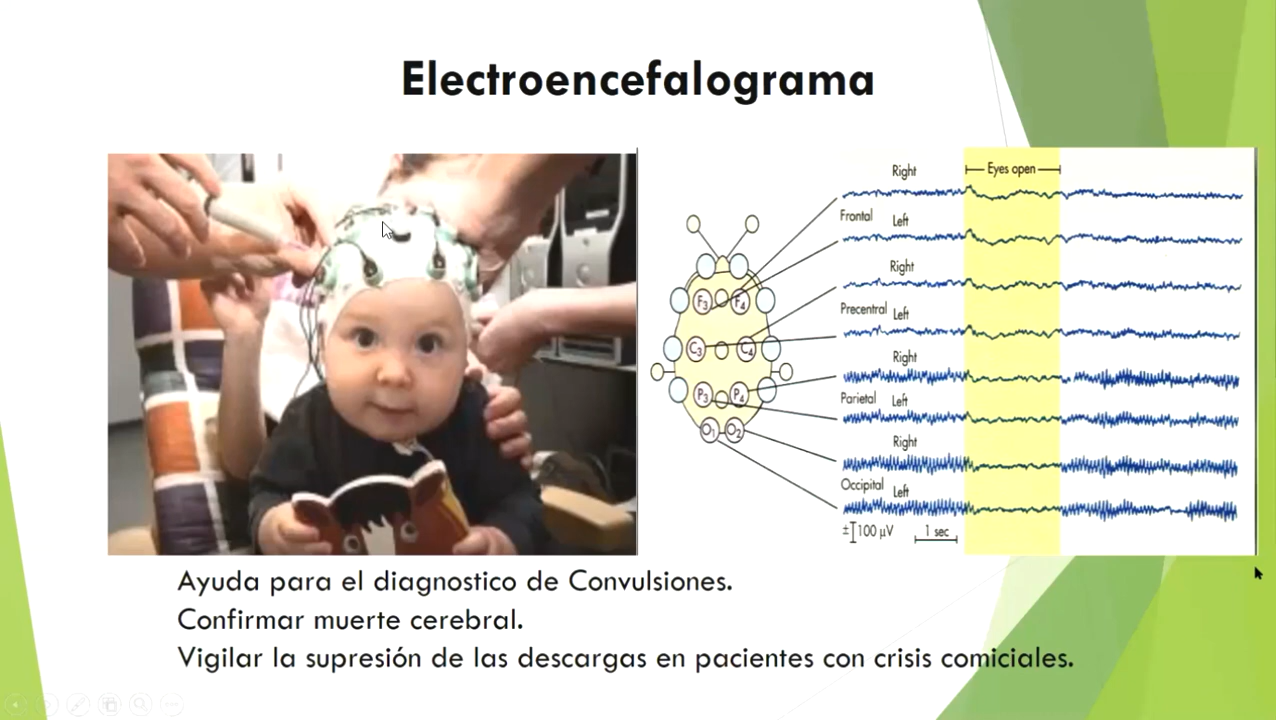 Electroencefalograma
Right
Eyes open
Frontal
Left
Right
Precentral
Left
Right
Parietal
Left
Right
Occipital
Left
± 100 µV
1 sec
F3 F4
C3 C4
P3 P4
O1 O2
Ayuda para el diagnostico de Convulsiones.
Confirmar muerte cerebral.
Vigilar la supresión de las descargas en pacientes con crisis comiciales.